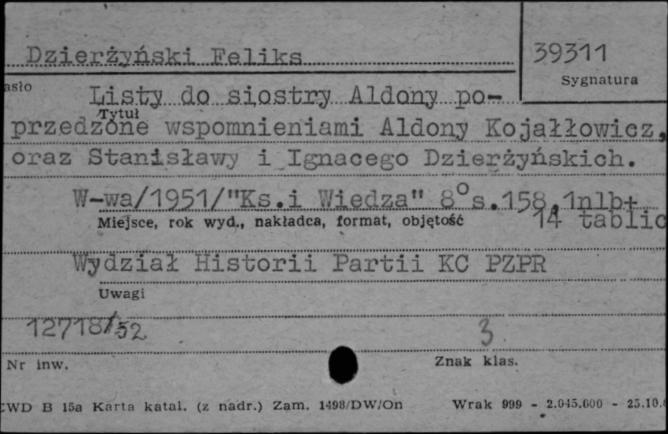 Dzierżyński Feliks
39311
Sygnatura
asło
Listy do siostry Aldony po-
Tytuł
przedzone wspomnieniami Aldony Kojałłowicz,
oraz Stanisławy i Ignacego Dzierżyńskich.
W-wa/1951/"Ks.i Wiedza" 8° s.158,1nlb+
14 tablic
Miejsce, rok wyd., nakładca, format, objętość
Wydział Historii Partii KC PZPR
Uwagi
12718/52
3
Nr inw.
Znak klas.
CWD B 15a Karta katal. (z nadr.) Zam. 1498/DW/On
Wrak 999 - 2.045.600 - 25.10.